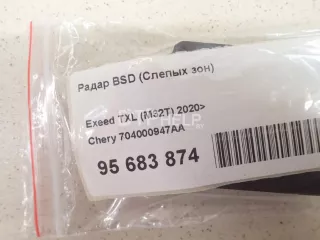 Радар BSD (Слепых зон)
Exeed TXL (M32T) 2020>
Chery 704000947AA
95 683 874